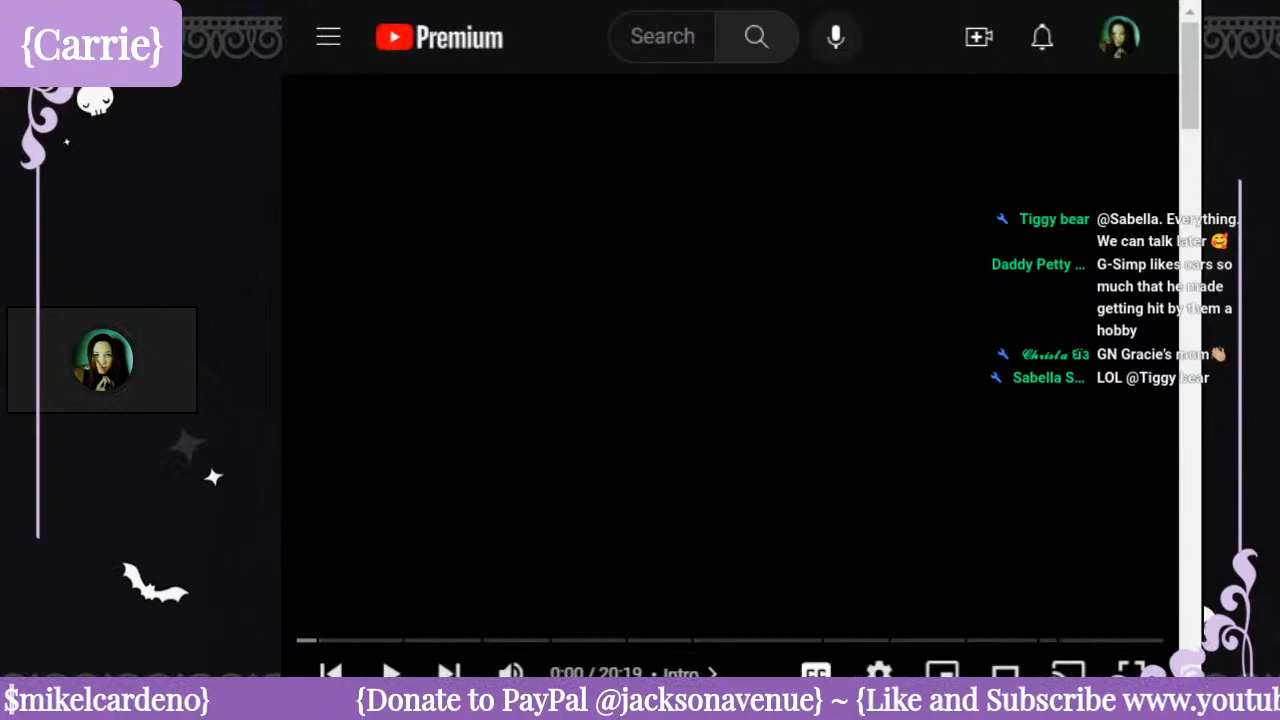 {Carrie}
Premium
Search
Tiggy bear @Sabella. Everything.
We can talk later 🥰
Daddy Petty ... G-Simp likes cars so
much that he made
getting hit by them a
hobby
𝓒𝓱𝓻𝓲𝓼𝓽𝓪 GN Gracie's mom👋🏽
Sabella S... LOL @Tiggy bear
0:00 / 20:19 • Intro
CC
$mikelcardeno} {Donate to PayPal @jacksonavenue} ~ {Like and Subscribe www.youtub